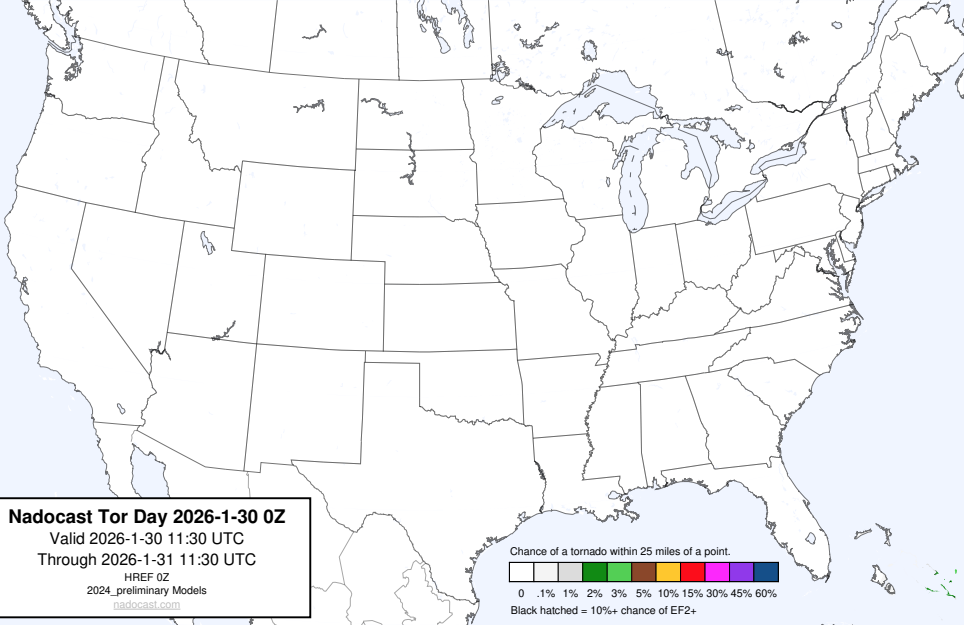 Nadocast Tor Day 2026-1-30 0Z
Valid 2026-1-30 11:30 UTC
Through 2026-1-31 11:30 UTC
HREF 0Z
2024_preliminary Models
nadocast.com
Chance of a tornado within 25 miles of a point.
0 .1% 1% 2% 3% 5% 10% 15% 30% 45% 60%
Black hatched = 10%+ chance of EF2+